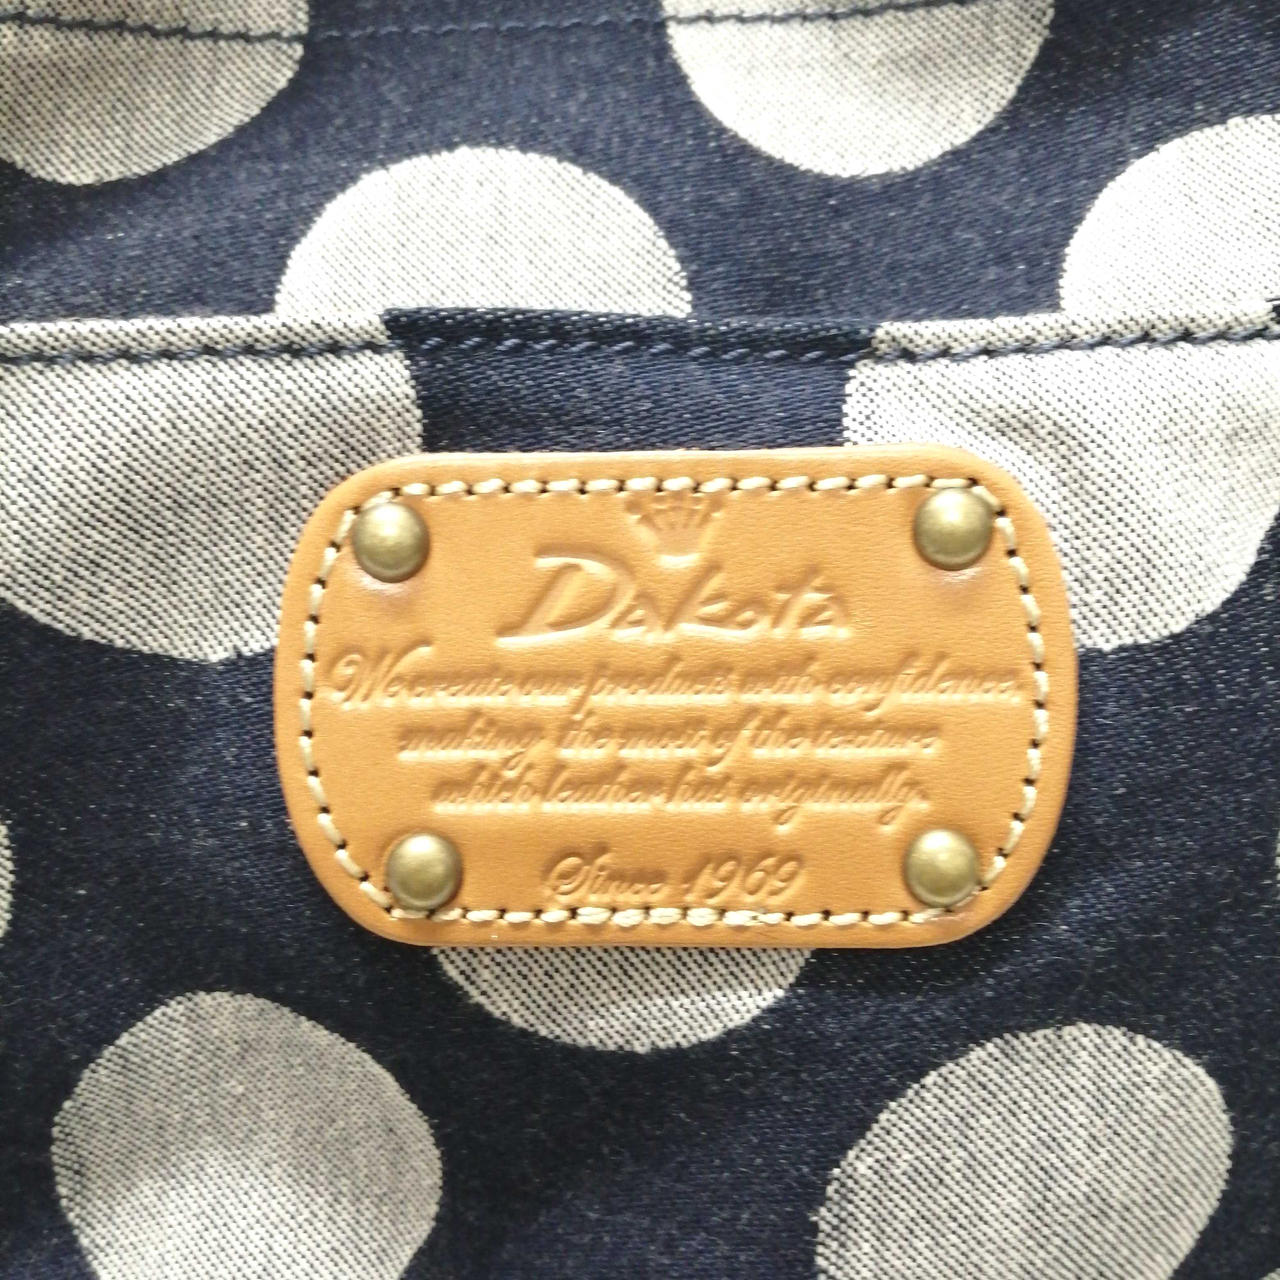 Dakota
We create our products with confidence,
making the most of the texture
which leather has originally.
Since 1969